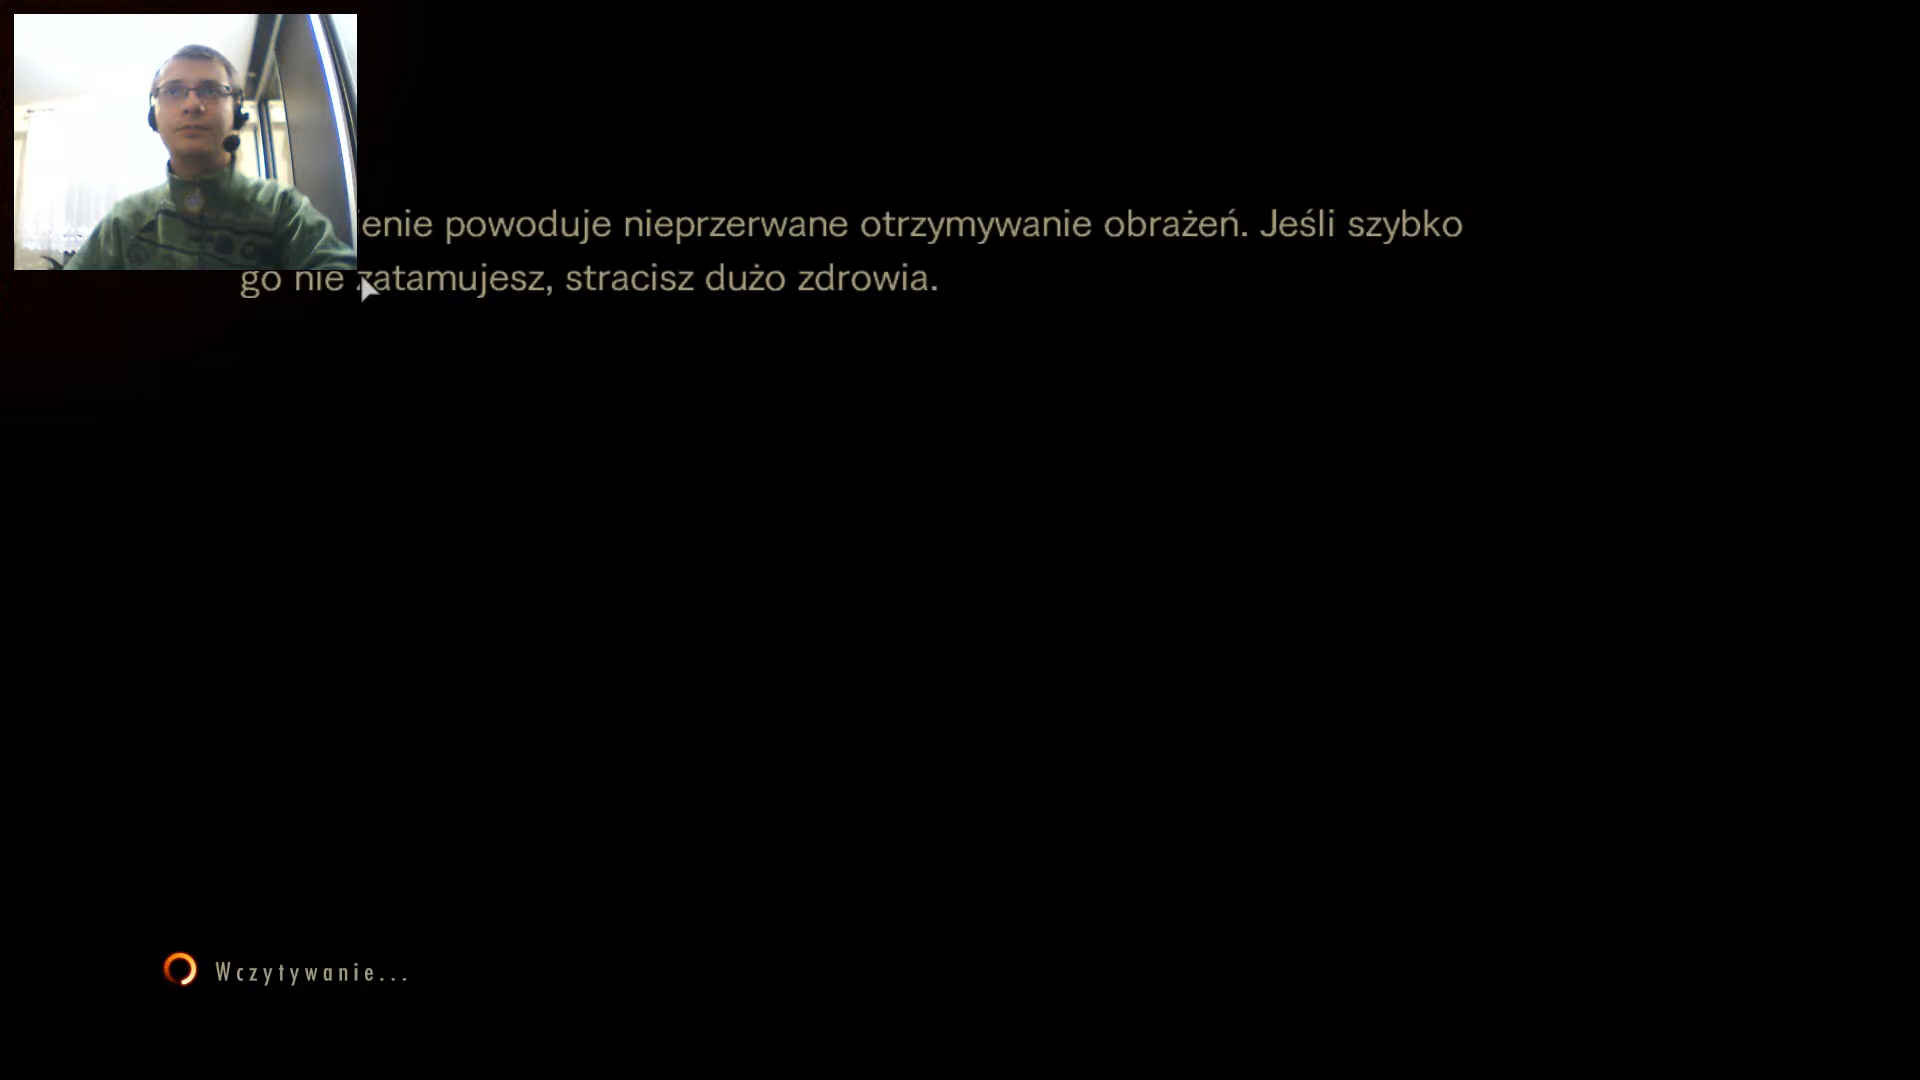 powoduje nieprzerwane otrzymywanie obrażeń. Jeśli szybko
go nie zatamujesz, stracisz dużo zdrowia.
Wczytywanie...